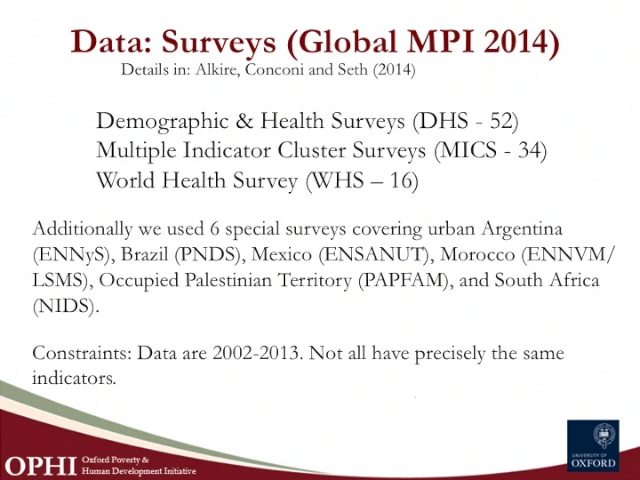 Data: Surveys (Global MPI 2014)
Details in: Alkire, Conconi and Seth (2014)
Demographic & Health Surveys (DHS - 52)
Multiple Indicator Cluster Surveys (MICS - 34)
World Health Survey (WHS – 16)
Additionally we used 6 special surveys covering urban Argentina
(ENNyS), Brazil (PNDS), Mexico (ENSANUT), Morocco (ENNVM/
LSMS), Occupied Palestinian Territory (PAPFAM), and South Africa
(NIDS).
Constraints: Data are 2002-2013. Not all have precisely the same
indicators.
OPHI
Oxford Poverty &
Human Development Initiative
UNIVERSITY OF
OXFORD